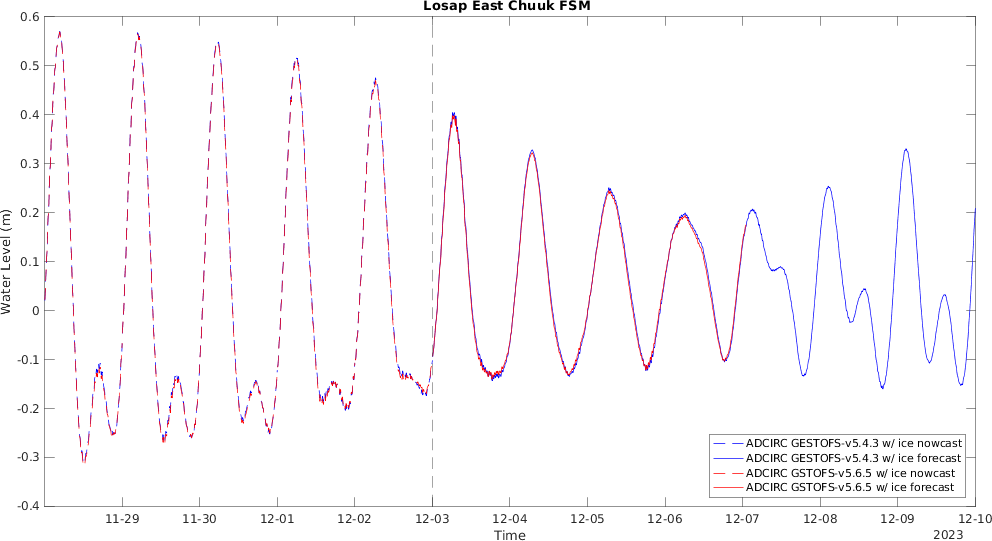 Losap East Chuuk FSM
0.6
0.5
0.4
0.3
0.2
0.1
0
-0.1
-0.2
-0.3
-0.4
Water Level (m)
ADCIRC GESTOFS-v5.4.3 w/ ice nowcast
ADCIRC GESTOFS-v5.4.3 w/ ice forecast
ADCIRC GSTOFS-v5.6.5 w/ ice nowcast
ADCIRC GSTOFS-v5.6.5 w/ ice forecast
11-29 11-30 12-01 12-02 12-03 12-04 12-05 12-06 12-07 12-08 12-09 12-10
Time
2023